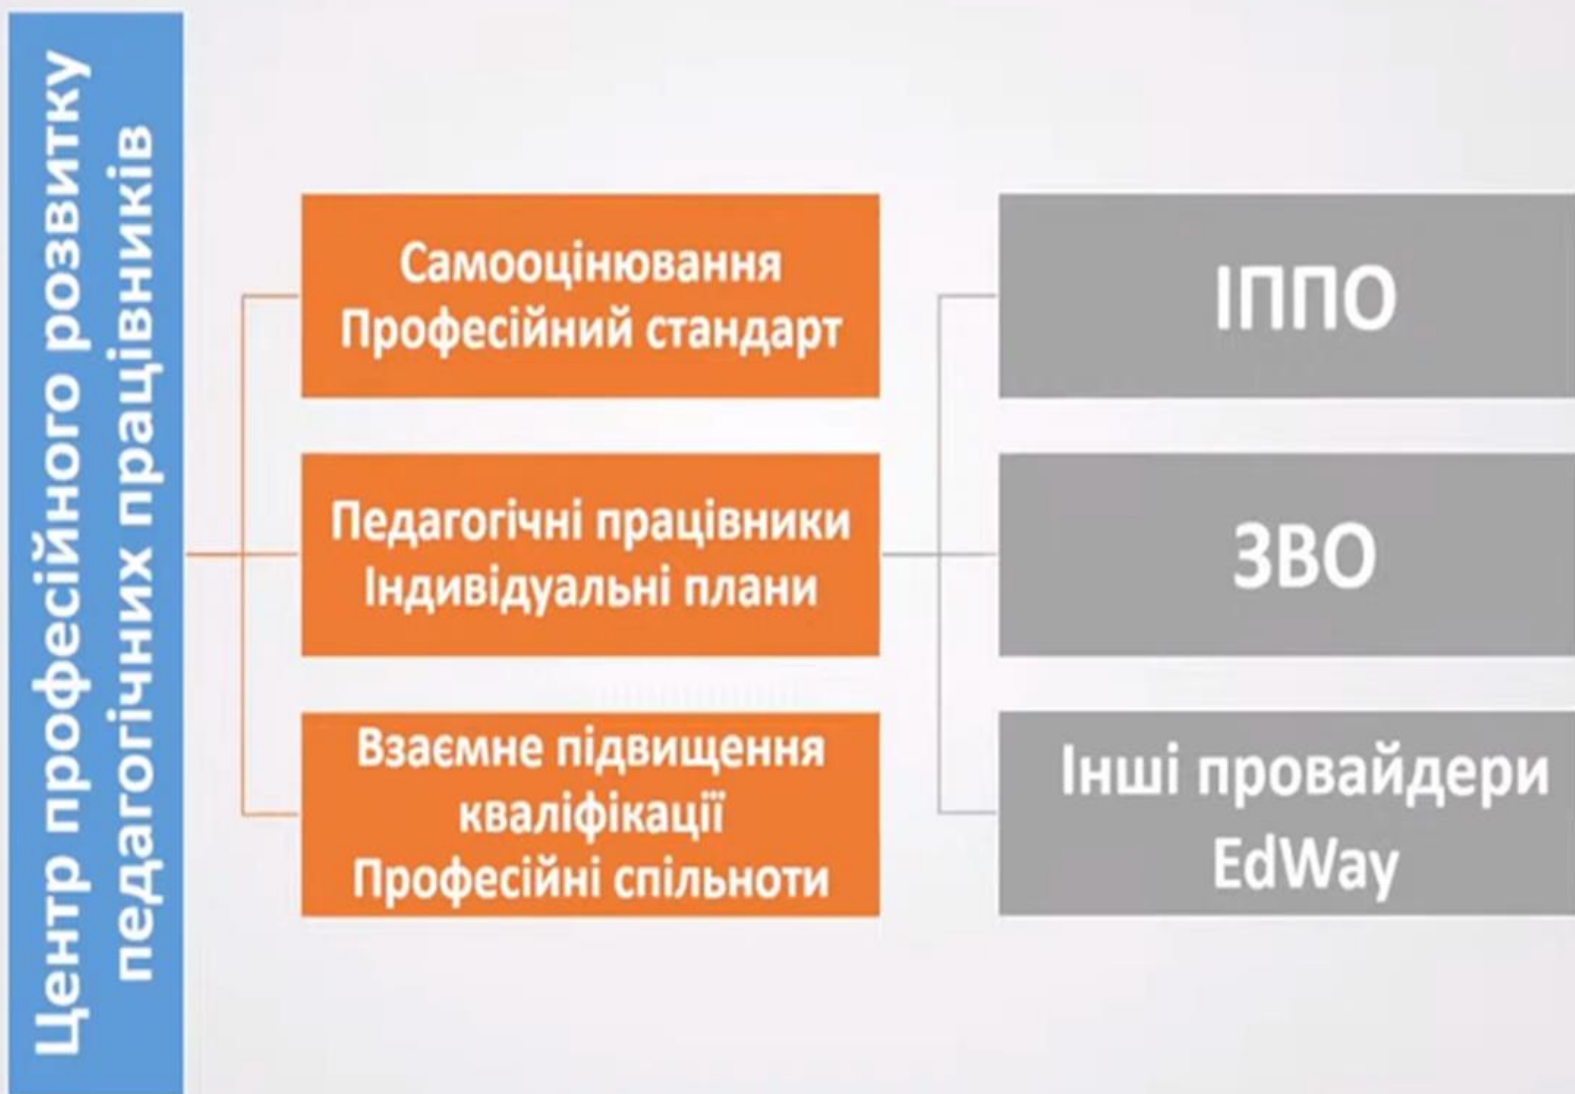 Центр професійного розвитку
педагогічних працівників
Самооцінювання
Професійний стандарт
Педагогічні працівники
Індивідуальні плани
Взаємне підвищення
кваліфікації
Професійні спільноти
ІППО
ЗВО
Інші провайдери
EdWay